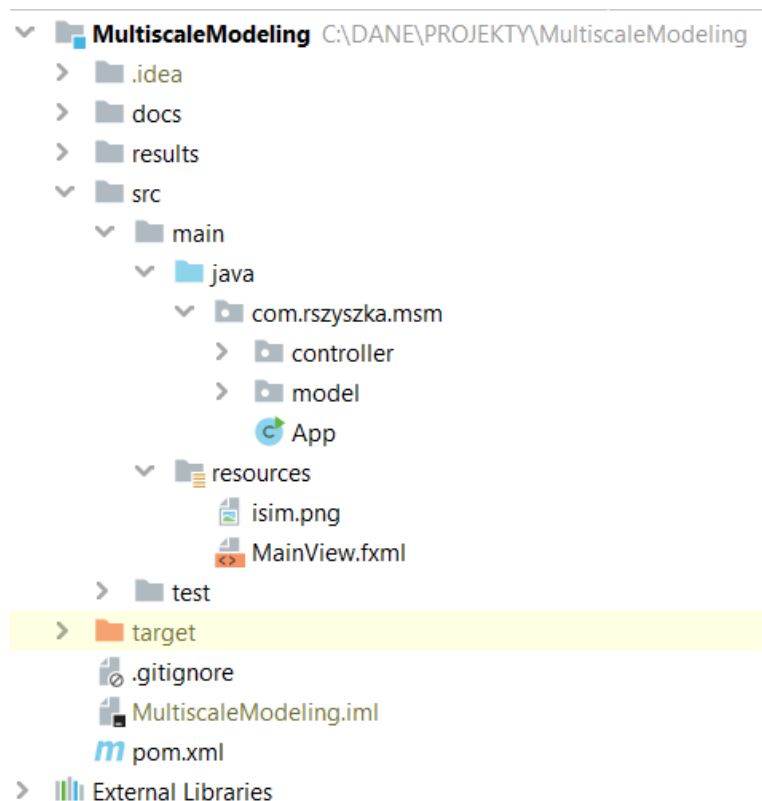 MultiscaleModeling C:\DANE\PROJEKTY\MultiscaleModeling
.idea
docs
results
src
main
java
com.rszyszka.msm
controller
model
App
resources
isim.png
MainView.fxml
test
target
.gitignore
MultiscaleModeling.iml
pom.xml
External Libraries